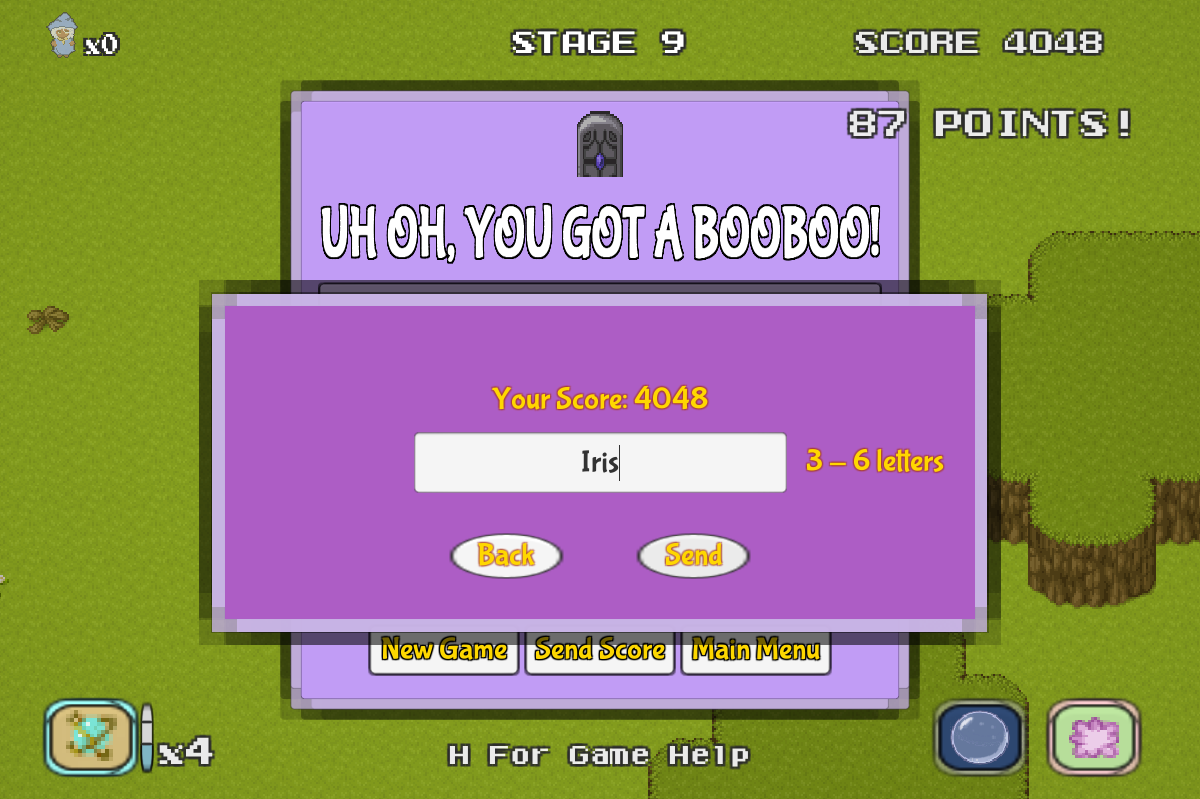 x0
STAGE 9
SCORE 4048
87 POINTS!
UH OH, YOU GOT A BOOBOO!
Your Score: 4048
Iris
3 – 6 letters
Back
Send
New Game
Send Score
Main Menu
x4
H For Game Help